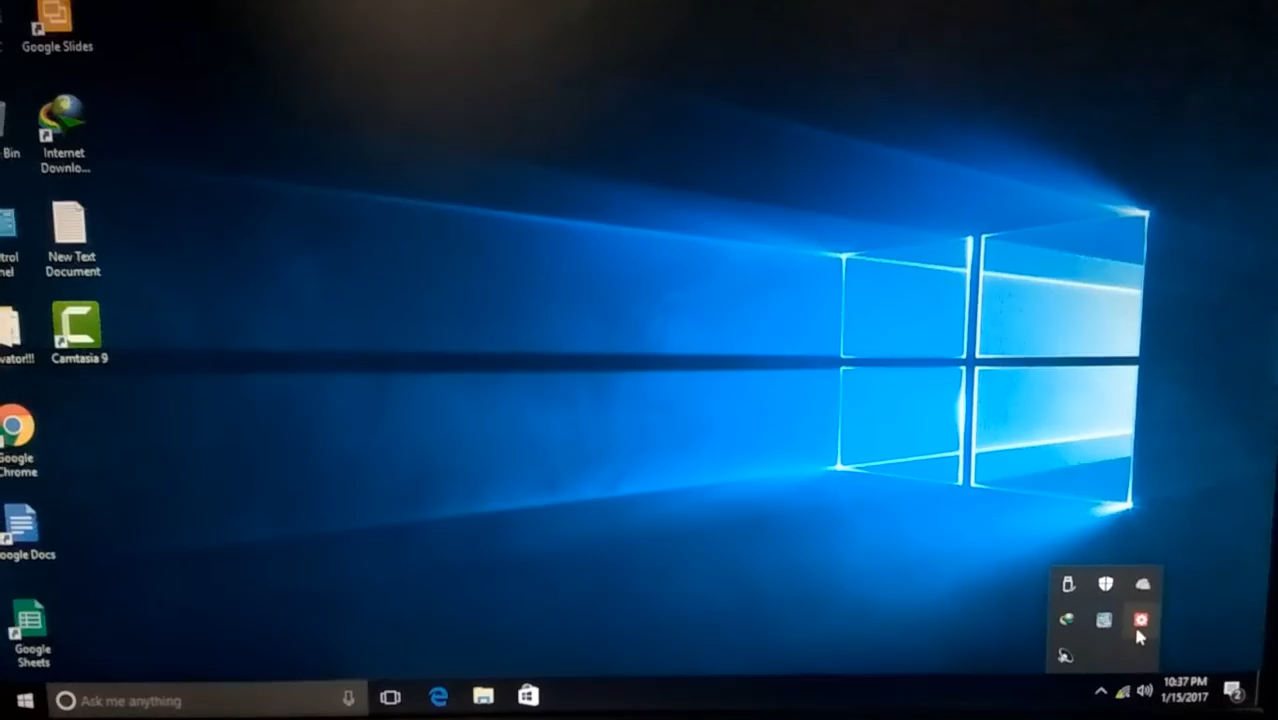 Google Slides
Bin
Internet
Downlo...
New Text
Document
trol
nel
vator!!!
Camtasia 9
Google
Chrome
oogle Docs
Google
Sheets
Ask me anything
10:37 PM
1/15/2017
2